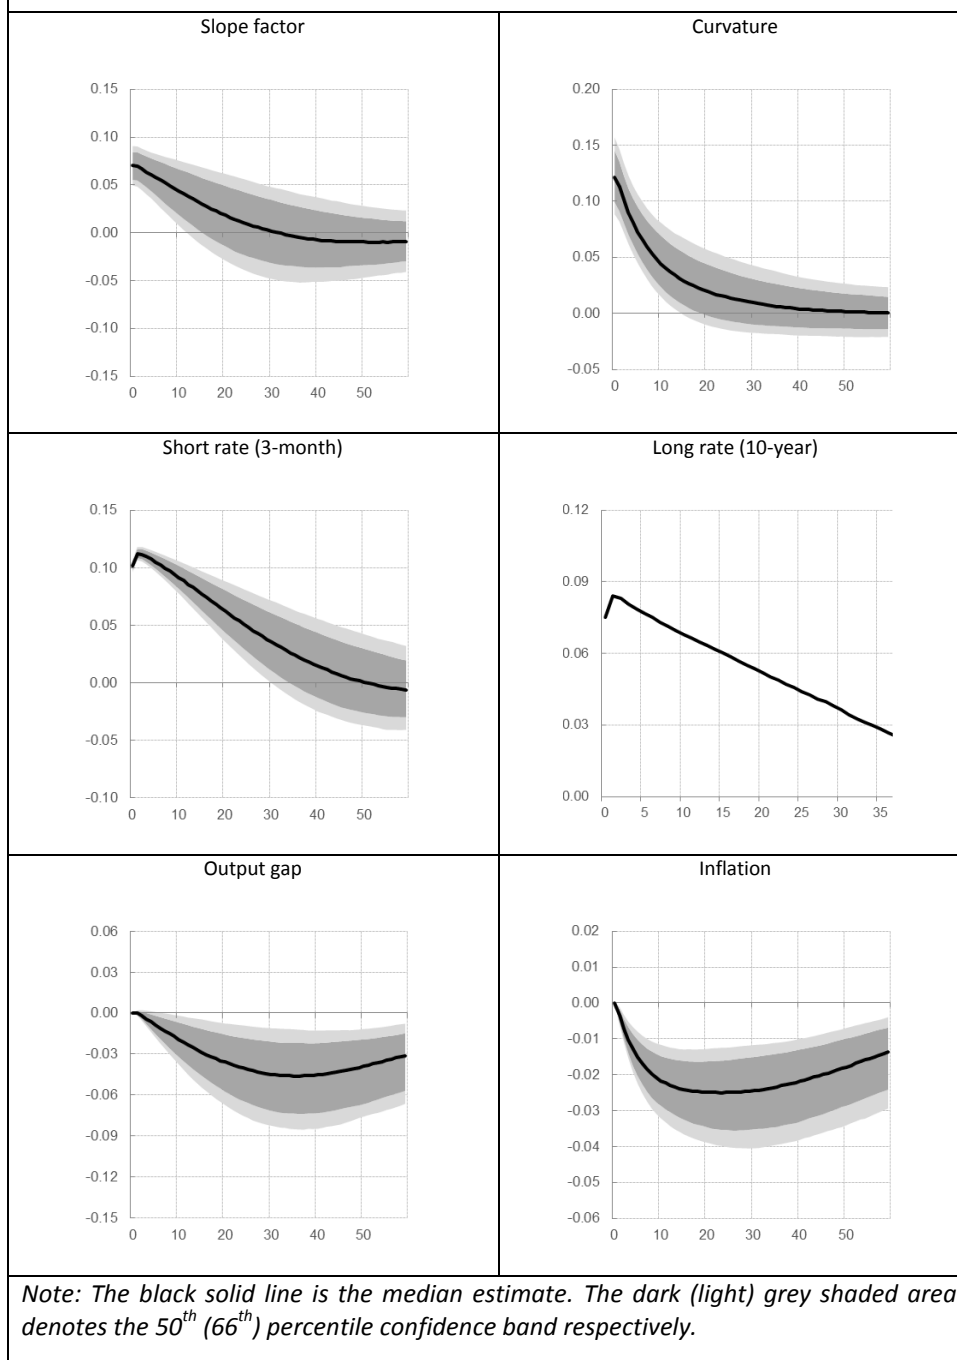 Slope factor
0.15
0.10
0.05
0.00
-0.05
-0.10
-0.15
0 10 20 30 40 50
Curvature
0.20
0.15
0.10
0.05
0.00
-0.05
0 10 20 30 40 50
Short rate (3-month)
0.15
0.10
0.05
0.00
-0.05
-0.10
0 10 20 30 40 50
Long rate (10-year)
0.12
0.09
0.06
0.03
0.00
0 5 10 15 20 25 30 35
Output gap
0.06
0.03
0.00
-0.03
-0.06
-0.09
-0.12
-0.15
0 10 20 30 40 50
Inflation
0.02
0.01
0.00
-0.01
-0.02
-0.03
-0.04
-0.05
-0.06
0 10 20 30 40 50
Note: The black solid line is the median estimate. The dark (light) grey shaded area
denotes the 50th (66th) percentile confidence band respectively.